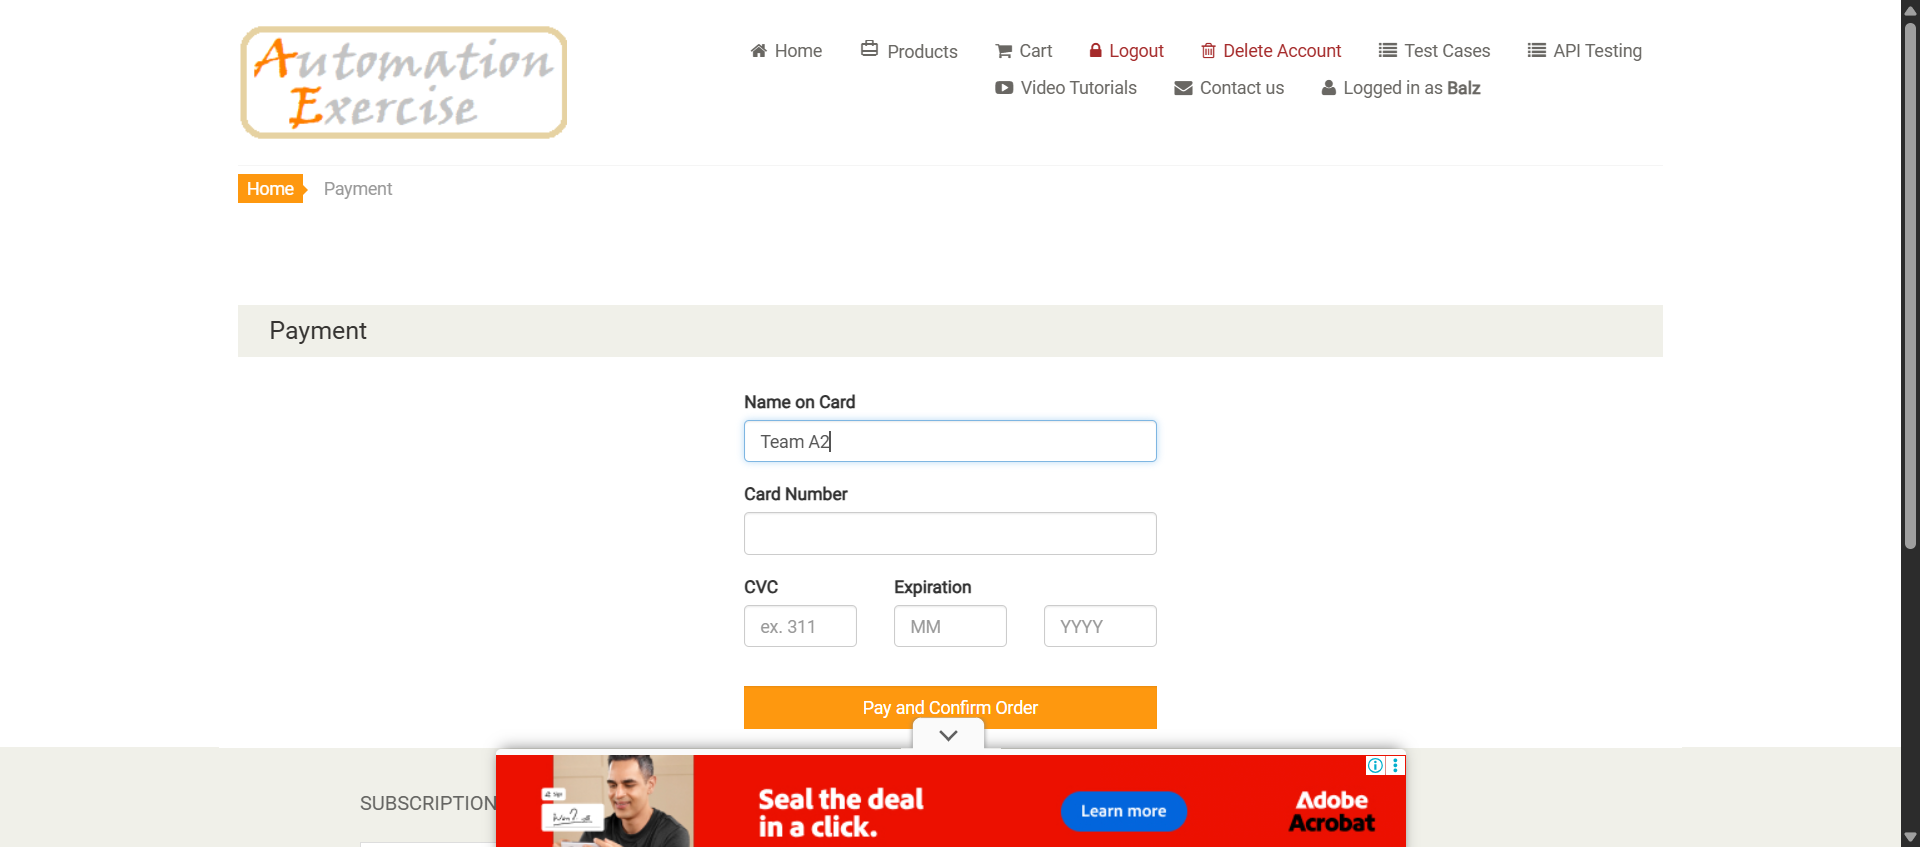 Automation
Exercise
Home
Products
Cart
Logout
Delete Account
Test Cases
API Testing
Video Tutorials
Contact us
Logged in as Balz
Home
Payment
Payment
Name on Card
Team A2
Card Number
CVC
Expiration
ex. 311
MM
YYYY
Pay and Confirm Order
SUBSCRIPTION
Sign
Seal the deal
in a click.
Learn more
Adobe
Acrobat